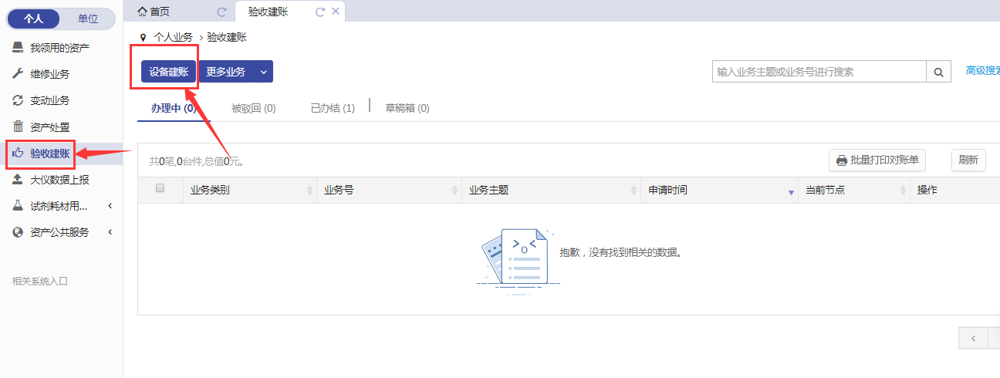 个人 单位
首页
验收建账
我领用的资产
维修业务
变动业务
资产处置
验收建账
大仪数据上报
试剂耗材用...
资产公共服务
相关系统入口
个人业务 > 验收建账
设备建账 更多业务
输入业务主题或业务号进行搜索
高级搜索
办理中 (0) 被驳回 (0) 已办结 (1) 草稿箱 (0)
共0笔,0台件,总值0元。
批量打印对账单 刷新
业务类别 业务号 业务主题 申请时间 当前节点 操作
抱歉，没有找到相关的数据。